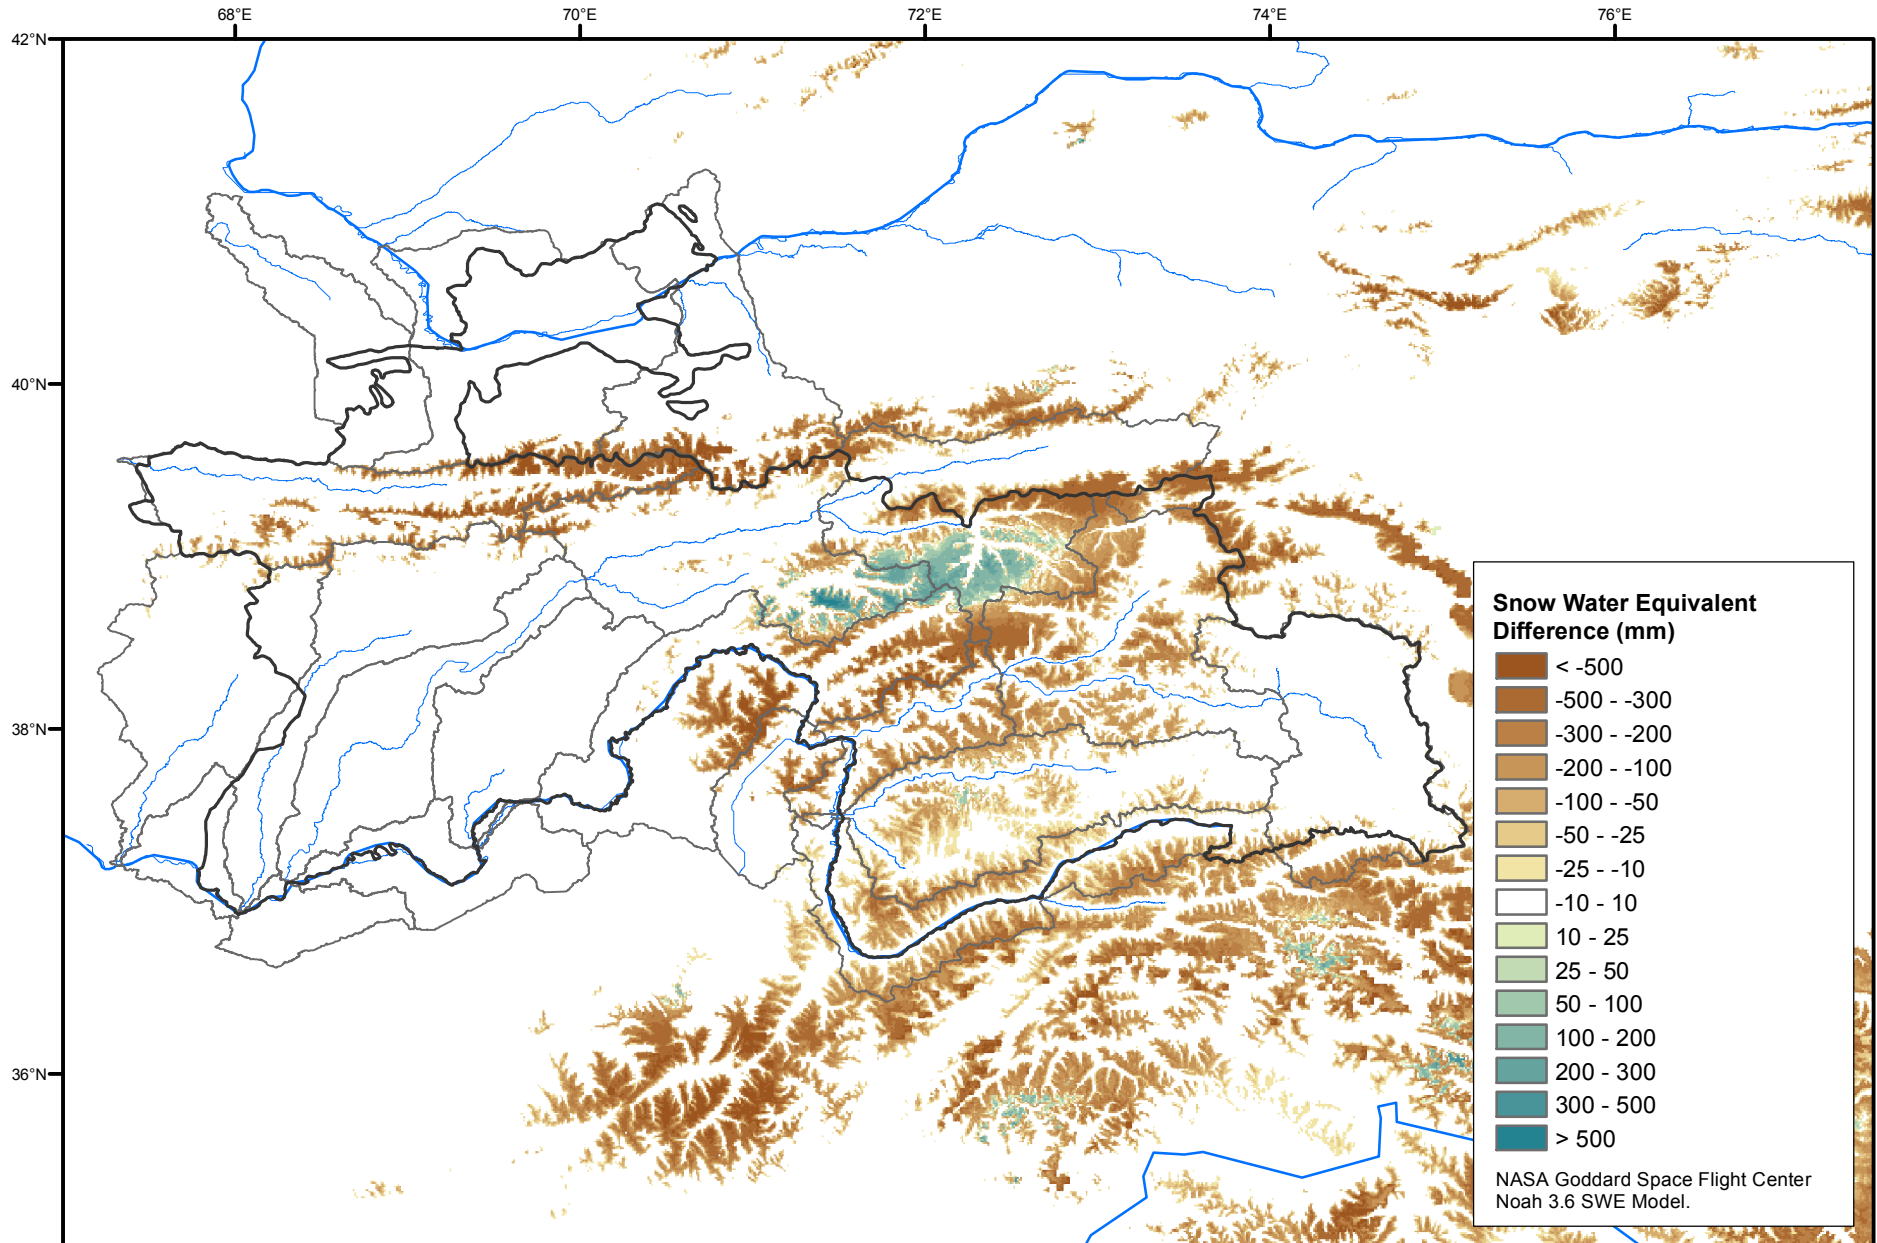 68°E
70°E
72°E
74°E
76°E
42°N
40°N
38°N
36°N
Snow Water Equivalent
Difference (mm)
< -500
-500 - -300
-300 - -200
-200 - -100
-100 - -50
-50 - -25
-25 - -10
-10 - 10
10 - 25
25 - 50
50 - 100
100 - 200
200 - 300
300 - 500
> 500
NASA Goddard Space Flight Center
Noah 3.6 SWE Model.